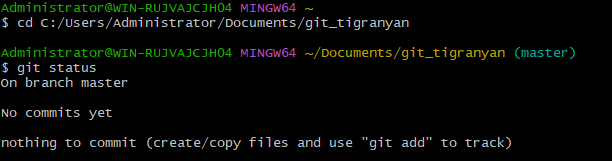 Administrator@WIN-RUJVAJCJH04 MINGW64 ~
$ cd c:/Users/Administrator/Documents/git_tigranyan
Administrator@WIN-RUJVAJCJH04 MINGW64 ~/Documents/git_tigranyan (master)
$ git status
On branch master
No commits yet
nothing to commit (create/copy files and use "git add" to track)